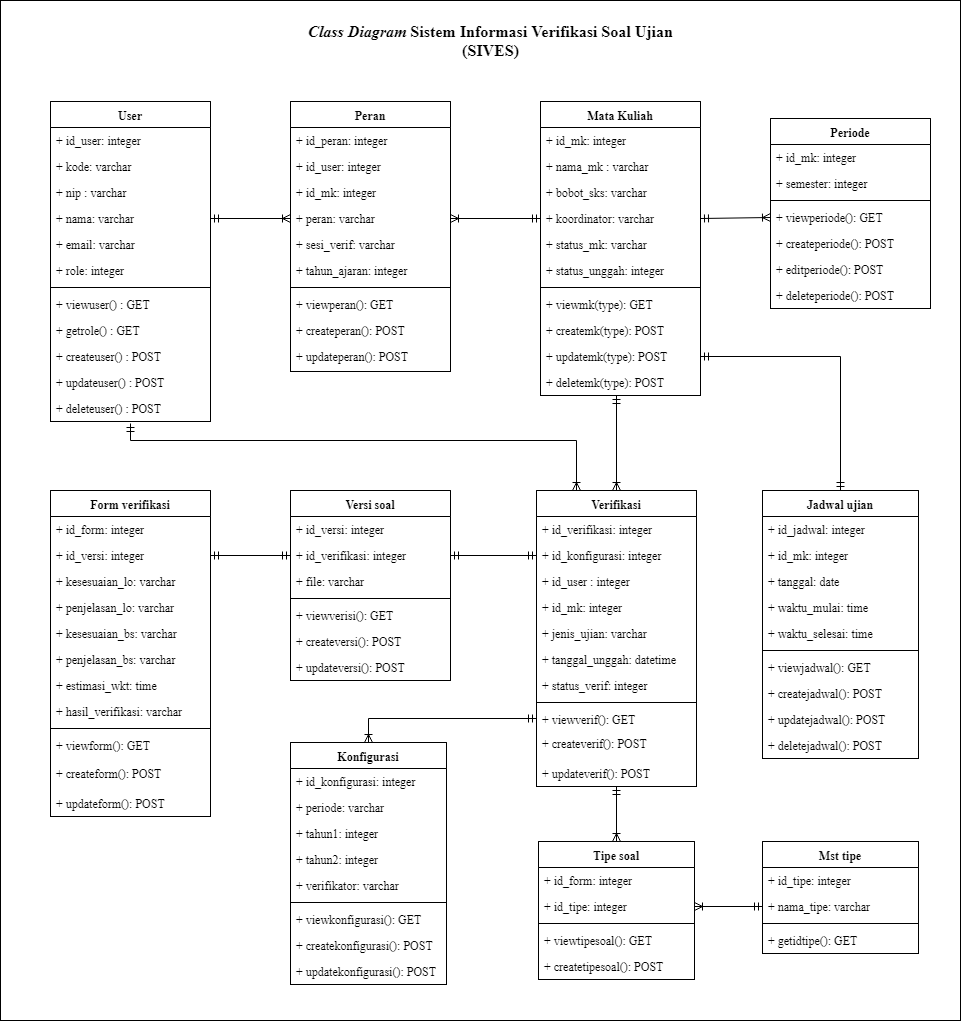 Class Diagram Sistem Informasi Verifikasi Soal Ujian
(SIVES)
User
+ id_user: integer
+ kode: varchar
+ nip : varchar
+ nama: varchar
+ email: varchar
+ role: integer
+ viewuser() : GET
+ getrole() : GET
+ createuser() : POST
+ updateuser() : POST
+ deleteuser() : POST
Peran
+ id_peran: integer
+ id_user: integer
+ id_mk: integer
+ peran: varchar
+ sesi_verif: varchar
+ tahun_ajaran: integer
+ viewperan(): GET
+ createperan(): POST
+ updateperan(): POST
Mata Kuliah
+ id_mk: integer
+ nama_mk : varchar
+ bobot_sks: varchar
+ koordinator: varchar
+ status_mk: varchar
+ status_unggah: integer
+ viewmk(type): GET
+ createmk(type): POST
+ updatemk(type): POST
+ deletemk(type): POST
Periode
+ id_mk: integer
+ semester: integer
+ viewperiode(): GET
+ createperiode(): POST
+ editperiode(): POST
+ deleteperiode(): POST
Form verifikasi
+ id_form: integer
+ id_versi: integer
+ kesesuaian_lo: varchar
+ penjelasan_lo: varchar
+ kesesuaian_bs: varchar
+ penjelasan_bs: varchar
+ estimasi_wkt: time
+ hasil_verifikasi: varchar
+ viewform(): GET
+ createform(): POST
+ updateform(): POST
Versi soal
+ id_versi: integer
+ id_verifikasi: integer
+ file: varchar
+ viewverisi(): GET
+ createversi(): POST
+ updateversi(): POST
Verifikasi
+ id_verifikasi: integer
+ id_konfigurasi: integer
+ id_user : integer
+ id_mk: integer
+ jenis_ujian: varchar
+ tanggal_unggah: datetime
+ status_verif: integer
+ viewverif(): GET
+ createverif(): POST
+ updateverif(): POST
Jadwal ujian
+ id_jadwal: integer
+ id_mk: integer
+ tanggal: date
+ waktu_mulai: time
+ waktu_selesai: time
+ viewjadwal(): GET
+ createjadwal(): POST
+ updatejadwal(): POST
+ deletejadwal(): POST
Konfigurasi
+ id_konfigurasi: integer
+ periode: varchar
+ tahun1: integer
+ tahun2: integer
+ verifikator: varchar
+ viewkonfigurasi(): GET
+ createkonfigurasi(): POST
+ updatekonfigurasi(): POST
Tipe soal
+ id_form: integer
+ id_tipe: integer
+ viewtipesoal(): GET
+ createtipesoal(): POST
Mst tipe
+ id_tipe: integer
+ nama_tipe: varchar
+ getidtipe(): GET